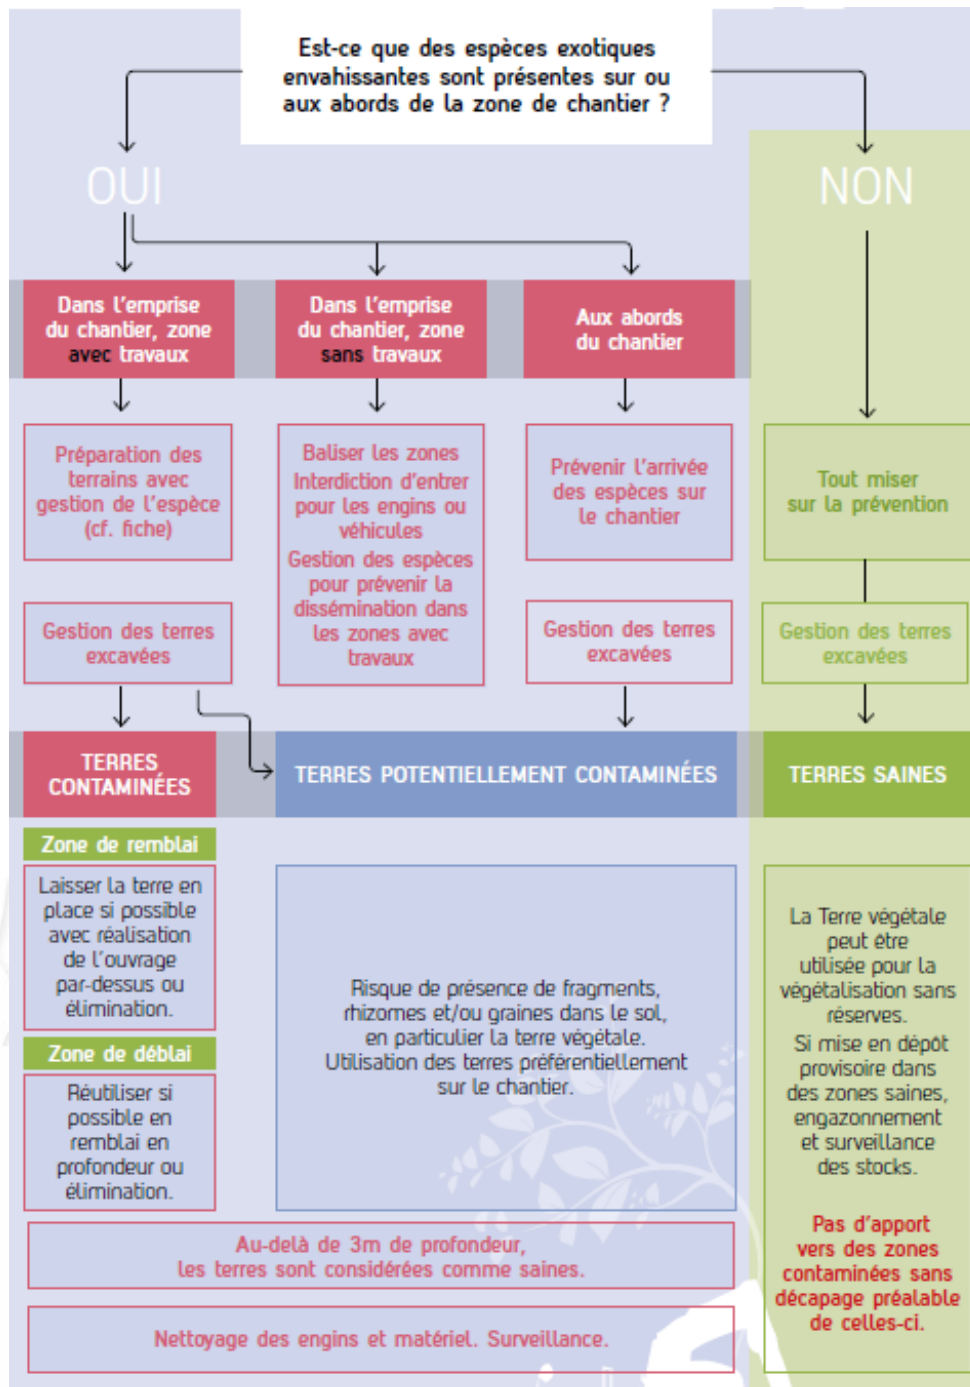 Est-ce que des espèces exotiques
envahissantes sont présentes sur ou
aux abords de la zone de chantier ?
OUI
NON
Dans l'emprise
du chantier, zone
avec travaux
Dans l'emprise
du chantier, zone
sans travaux
Aux abords
du chantier
Préparation des
terrains avec
gestion de l'espèce
(cf. fiche)
Baliser les zones
Interdiction d'entrer
pour les engins ou
véhicules
Gestion des espèces
pour prévenir la
dissémination dans
les zones avec
travaux
Prévenir l'arrivée
des espèces sur
le chantier
Tout miser
sur la prévention
Gestion des terres
excavées
Gestion des terres
excavées
Gestion des terres
excavées
TERRES
CONTAMINÉES
TERRES POTENTIELLEMENT CONTAMINÉES
TERRES SAINES
Zone de remblai
Laisser la terre en
place si possible
avec réalisation
de l'ouvrage
par-dessus ou
élimination.
Zone de déblai
Réutiliser si
possible en
remblai en
profondeur ou
élimination.
Risque de présence de fragments,
rhizomes et/ou graines dans le sol,
en particulier la terre végétale.
Utilisation des terres préférentiellement
sur le chantier.
La Terre végétale
peut être
utilisée pour la
végétalisation sans
réserves.
Si mise en dépôt
provisoire dans
des zones saines,
engazonnement
et surveillance
des stocks.
Pas d'apport
vers des zones
contaminées sans
décapage préalable
de celles-ci.
Au-delà de 3m de profondeur,
les terres sont considérées comme saines.
Nettoyage des engins et matériel. Surveillance.